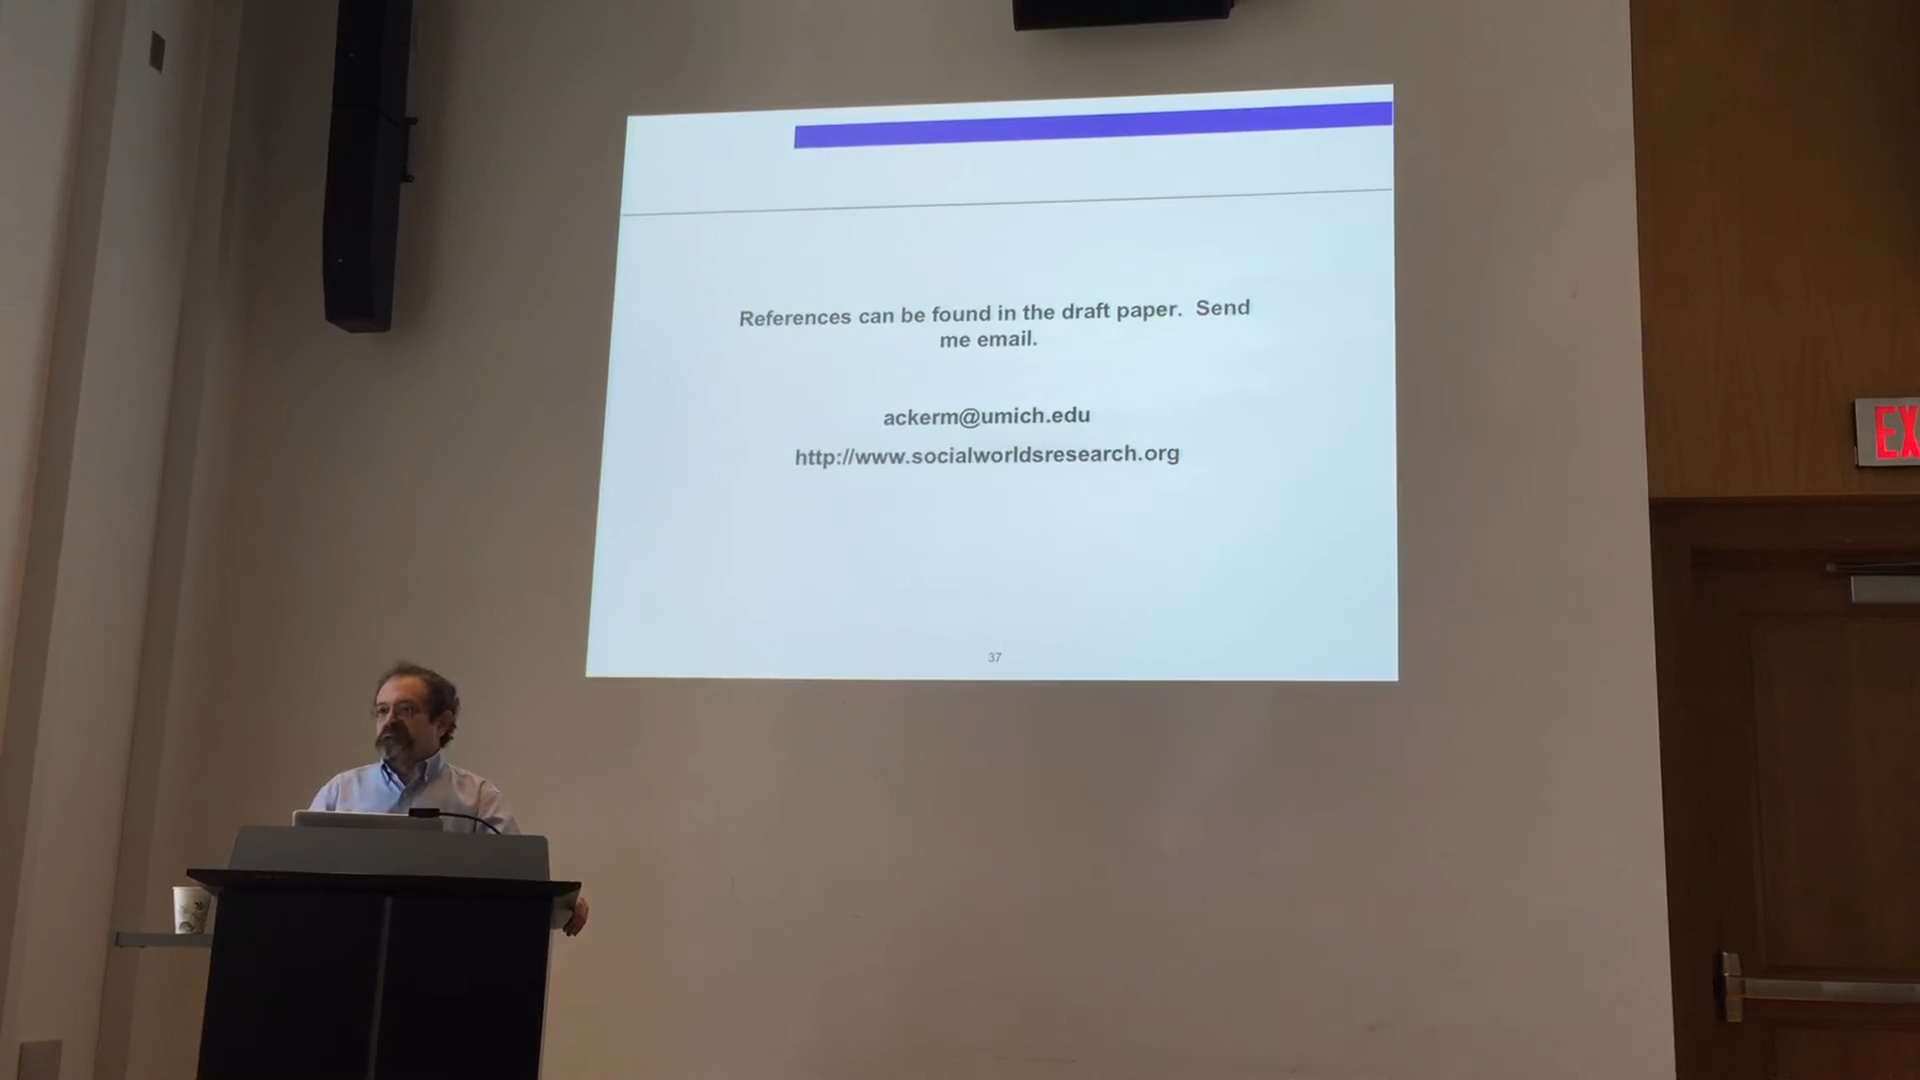 References can be found in the draft paper.  Send
me email.
ackerm@umich.edu
http://www.socialworldsresearch.org
37
EX